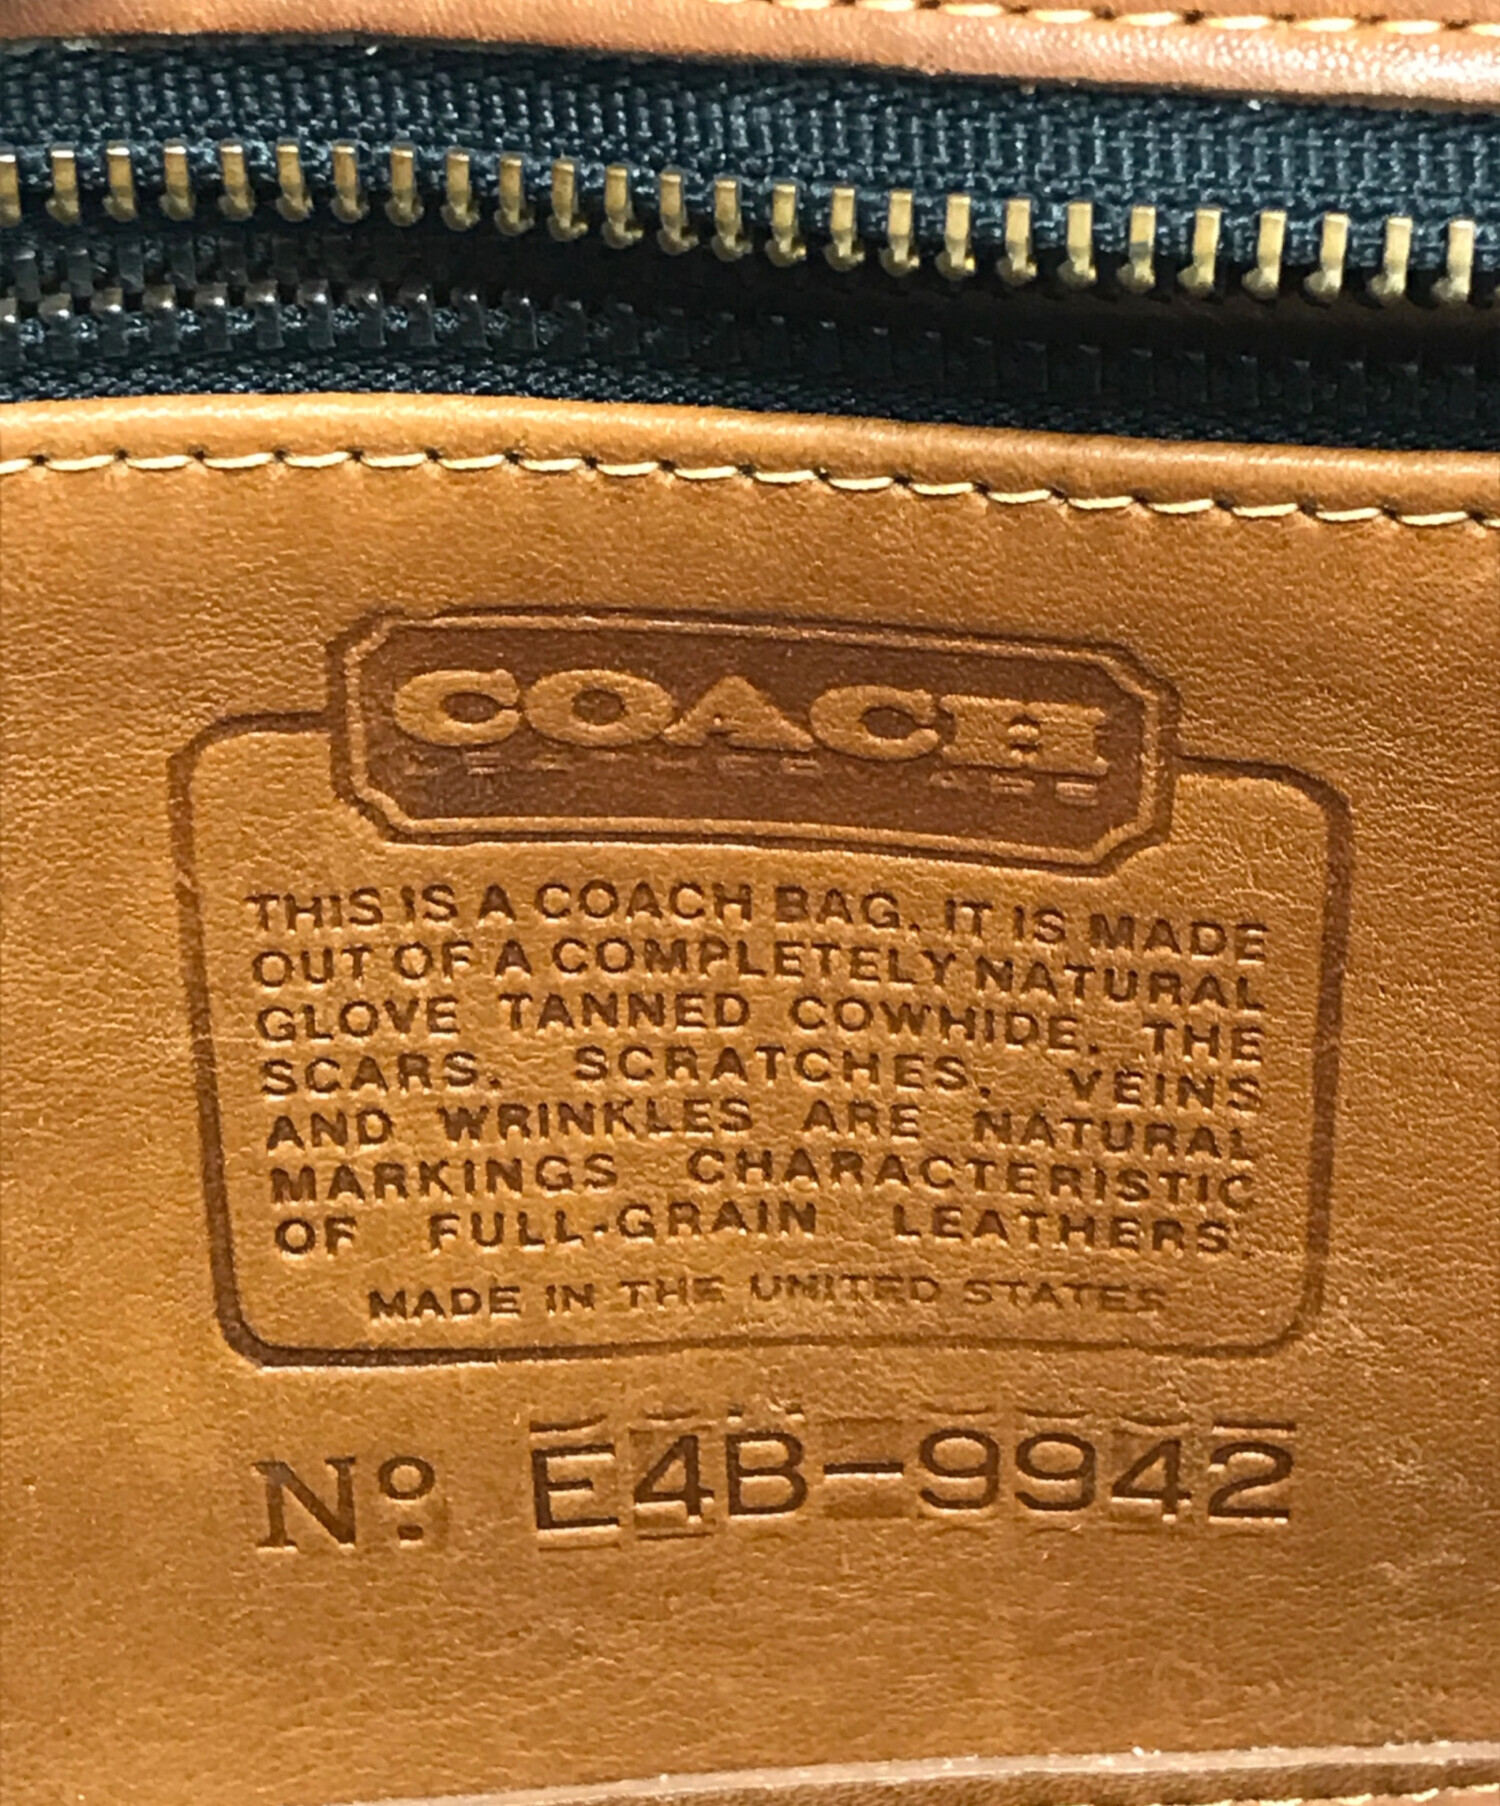 COACH
LEATHERWARE
THIS IS A COACH BAG. IT IS MADE
OUT OF A COMPLETELY NATURAL
GLOVE TANNED COWHIDE. THE
SCARS, SCRATCHES, VEINS
AND WRINKLES ARE NATURAL
MARKINGS CHARACTERISTIC
OF FULL-GRAIN LEATHERS.
MADE IN THE UNITED STATES
Nº E4B-9942